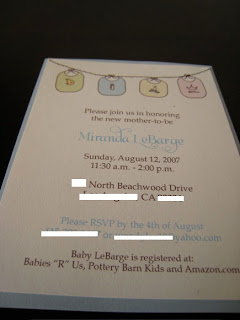 Please join us in honoring
the new mother-to-be
Miranda LeBarge
Sunday, August 12, 2007
11:30 a.m. - 2:00 p.m.
North Beachwood Drive
CA
Please RSVP by the 4th of August
or yahoo.com
Baby LeBarge is registered at:
Babies "R" Us, Pottery Barn Kids and Amazon.com